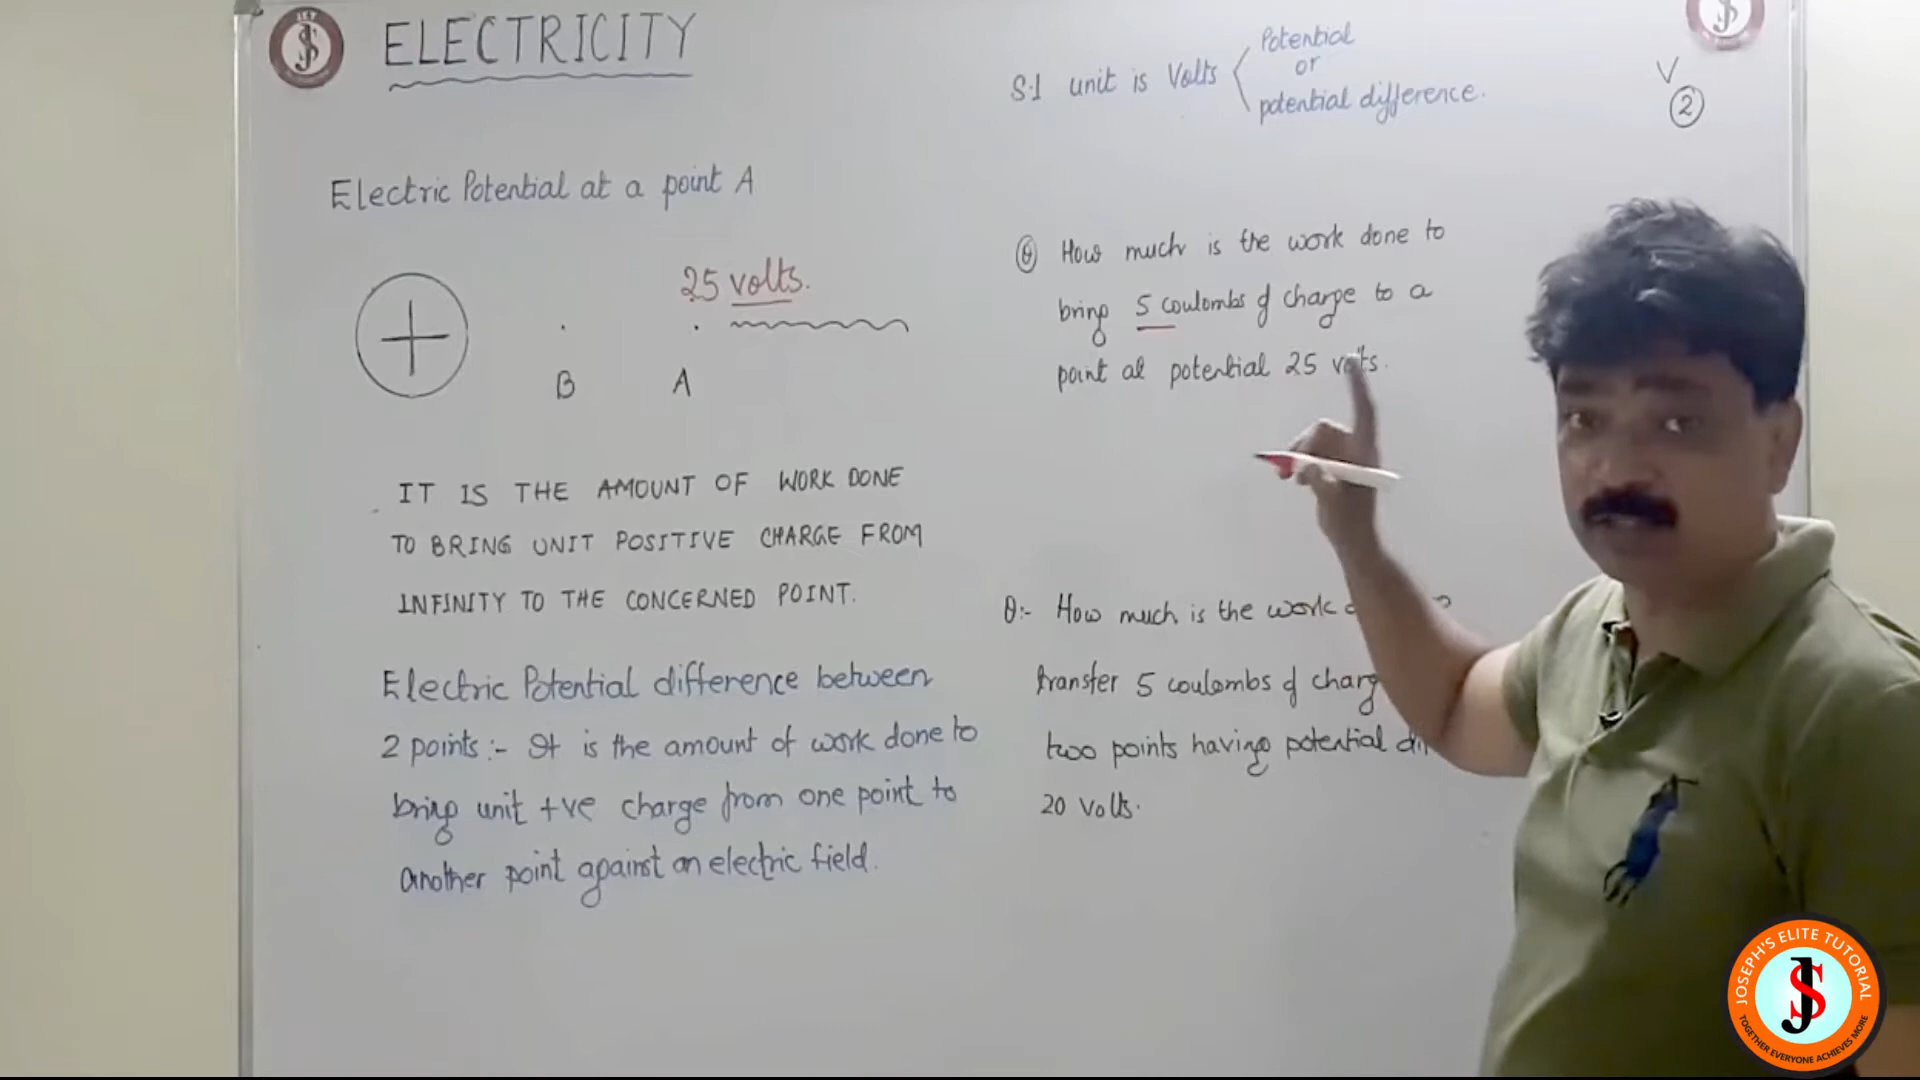 ELECTRICITY
Electric Potential at a point A
25 volts.
B
A
IT IS THE AMOUNT OF WORK DONE
TO BRING UNIT POSITIVE CHARGE FROM
INFINITY TO THE CONCERNED POINT.
Electric Potential difference between
2 points:- It is the amount of work done to
bring unit +ve charge from one point to
another point against an electric field.
S.I unit is Volts
Potential
or
potential difference.
V
2
Q How much is the work done to
bring 5 coulombs of charge to a
point at potential 25 volts.
Q:- How much is the work
transfer 5 coulombs of charg
two points having potential
20 volts.
JOSEPH'S ELITE TUTORIAL
JS
TOGETHER EVERYONE ACHIEVES MORE